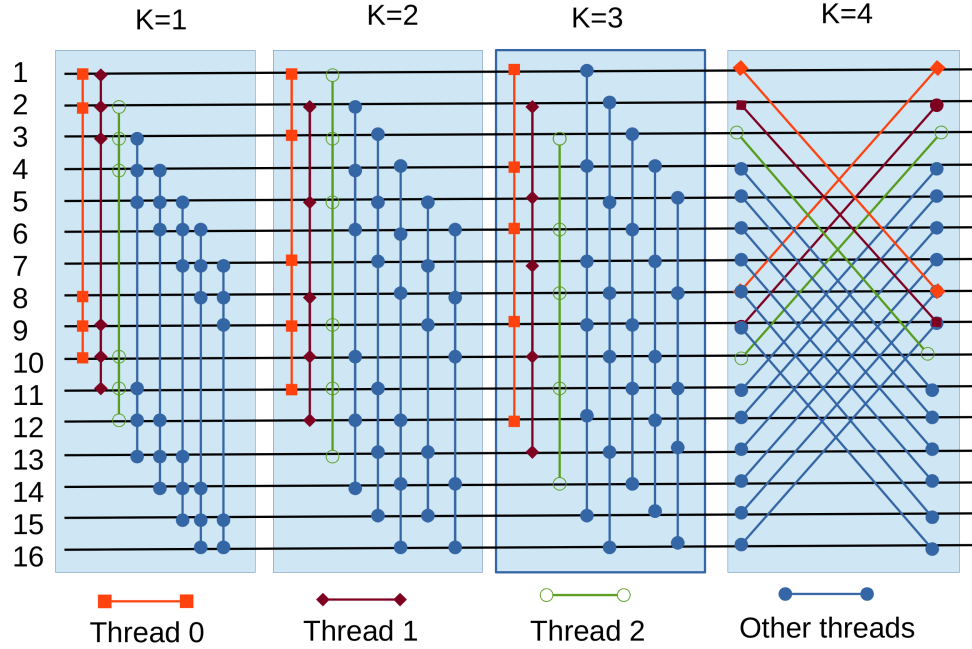 K=1
K=2
K=3
K=4
1
2
3
4
5
6
7
8
9
10
11
12
13
14
15
16
Thread 0
Thread 1
Thread 2
Other threads